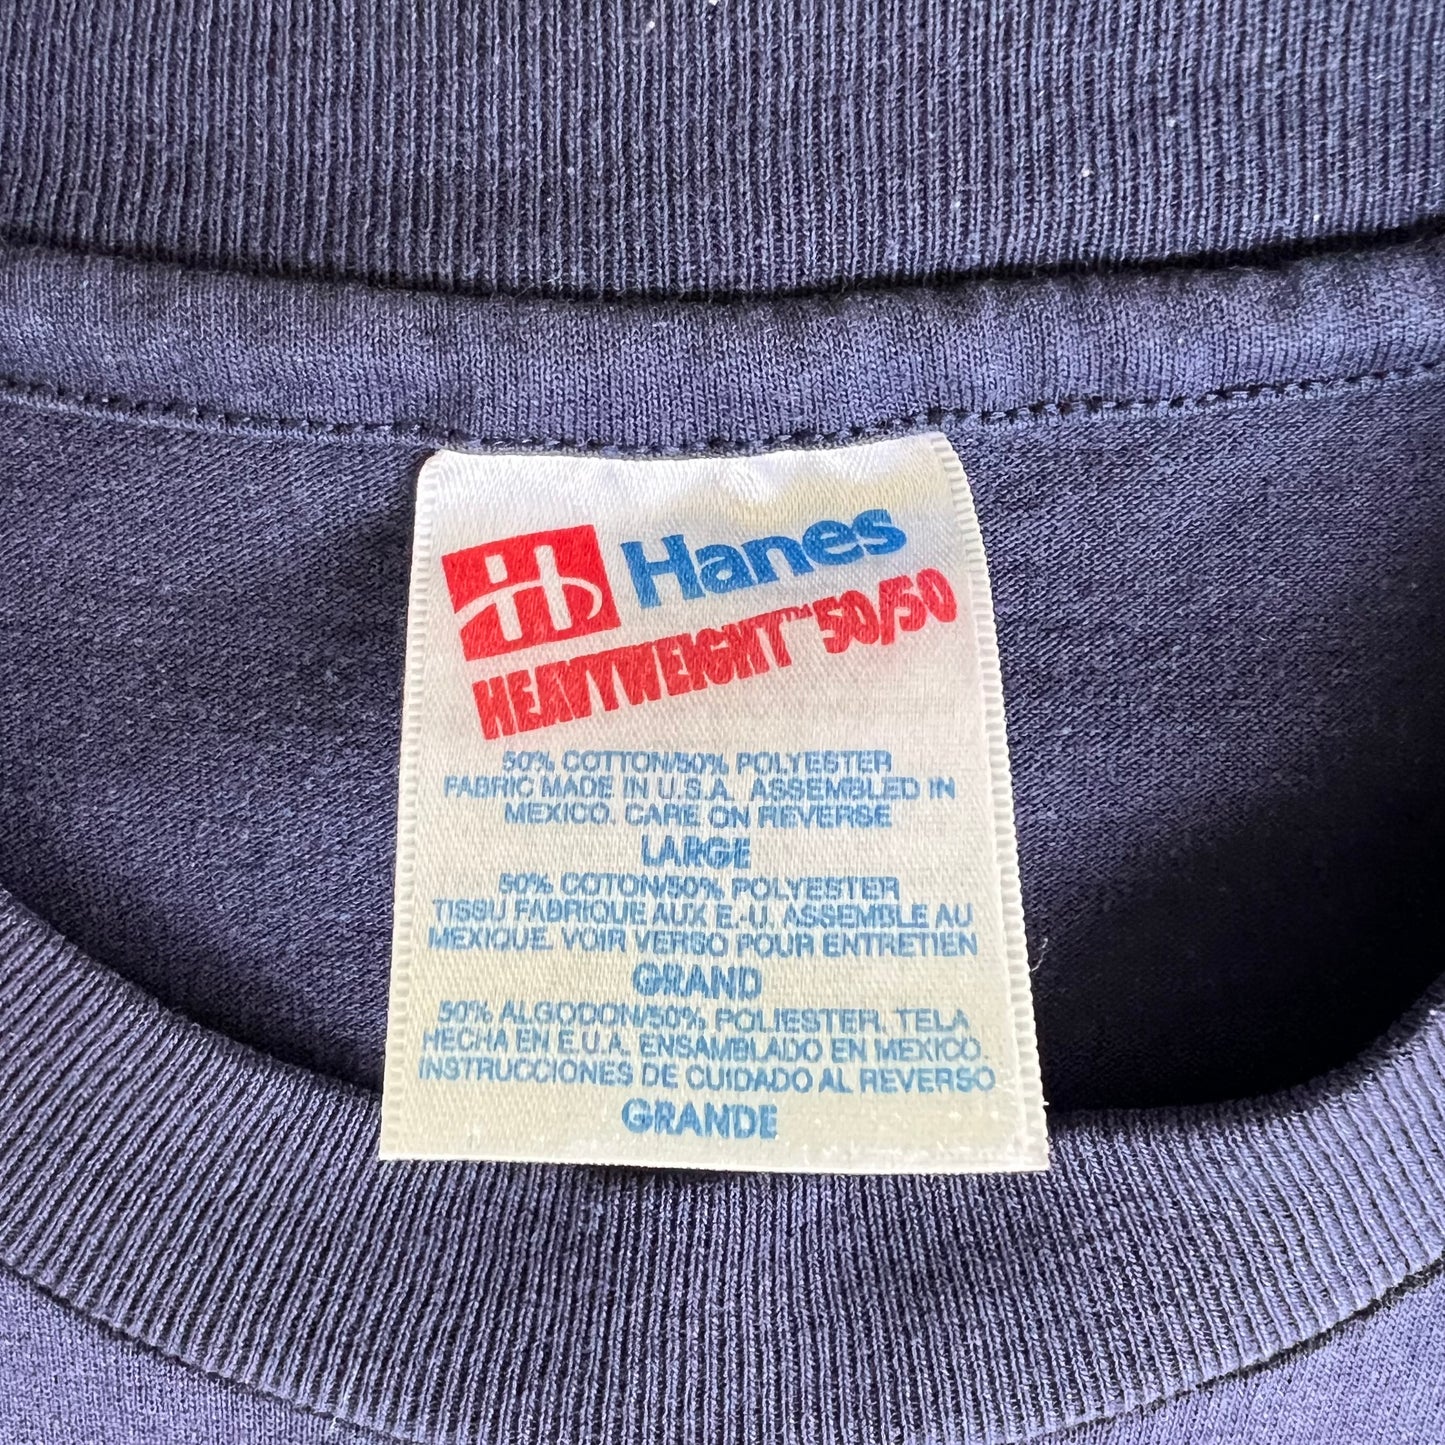 Hanes
HEAVYWEIGHT™ 50/50
50% COTTON/50% POLYESTER
FABRIC MADE IN U.S.A. ASSEMBLED IN
MEXICO. CARE ON REVERSE
LARGE
50% COTON/50% POLYESTER
TISSU FABRIQUE AUX E.-U. ASSEMBLE AU
MEXIQUE. VOIR VERSO POUR ENTRETIEN
GRAND
50% ALGODON/50% POLIESTER. TELA
HECHA EN E.U.A. ENSAMBLADO EN MEXICO.
INSTRUCCIONES DE CUIDADO AL REVERSO
GRANDE